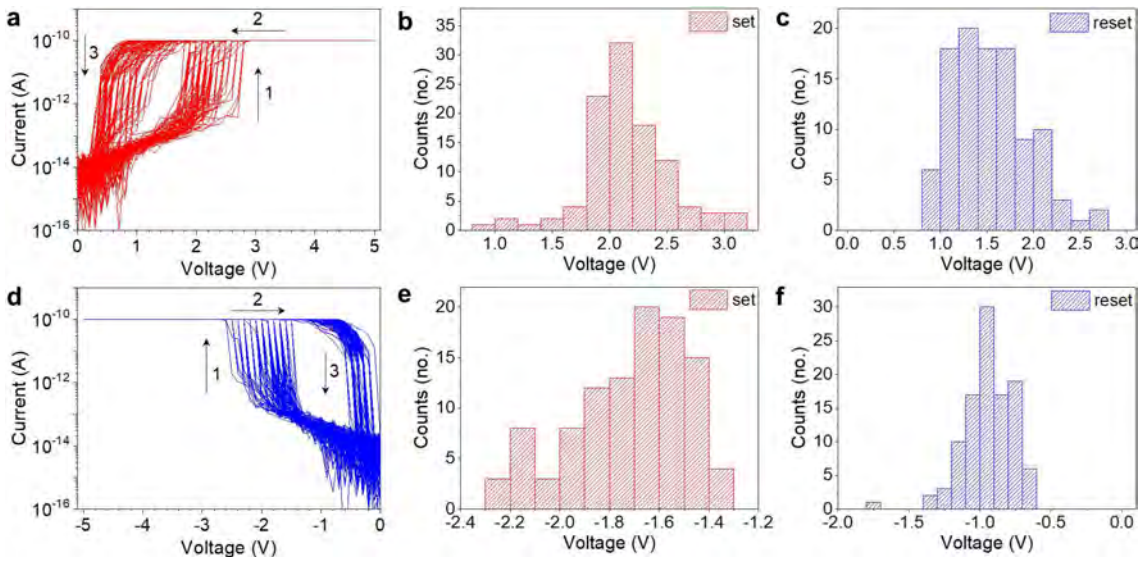 a
2
3
1
10⁻¹⁰
10⁻¹²
10⁻¹⁴
10⁻¹⁶
Current (A)
0 1 2 3 4 5
Voltage (V)
b
set
35
30
25
20
15
10
5
0
Counts (no.)
1.0 1.5 2.0 2.5 3.0
Voltage (V)
c
reset
20
15
10
5
0
Counts (no.)
0.0 0.5 1.0 1.5 2.0 2.5 3.0
Voltage (V)
d
2
1
3
10⁻¹⁰
10⁻¹²
10⁻¹⁴
10⁻¹⁶
Current (A)
-5 -4 -3 -2 -1 0
Voltage (V)
e
set
20
15
10
5
0
Counts (no.)
-2.4 -2.2 -2.0 -1.8 -1.6 -1.4 -1.2
Voltage (V)
f
reset
30
25
20
15
10
5
0
Counts (no.)
-2.0 -1.5 -1.0 -0.5 0.0
Voltage (V)